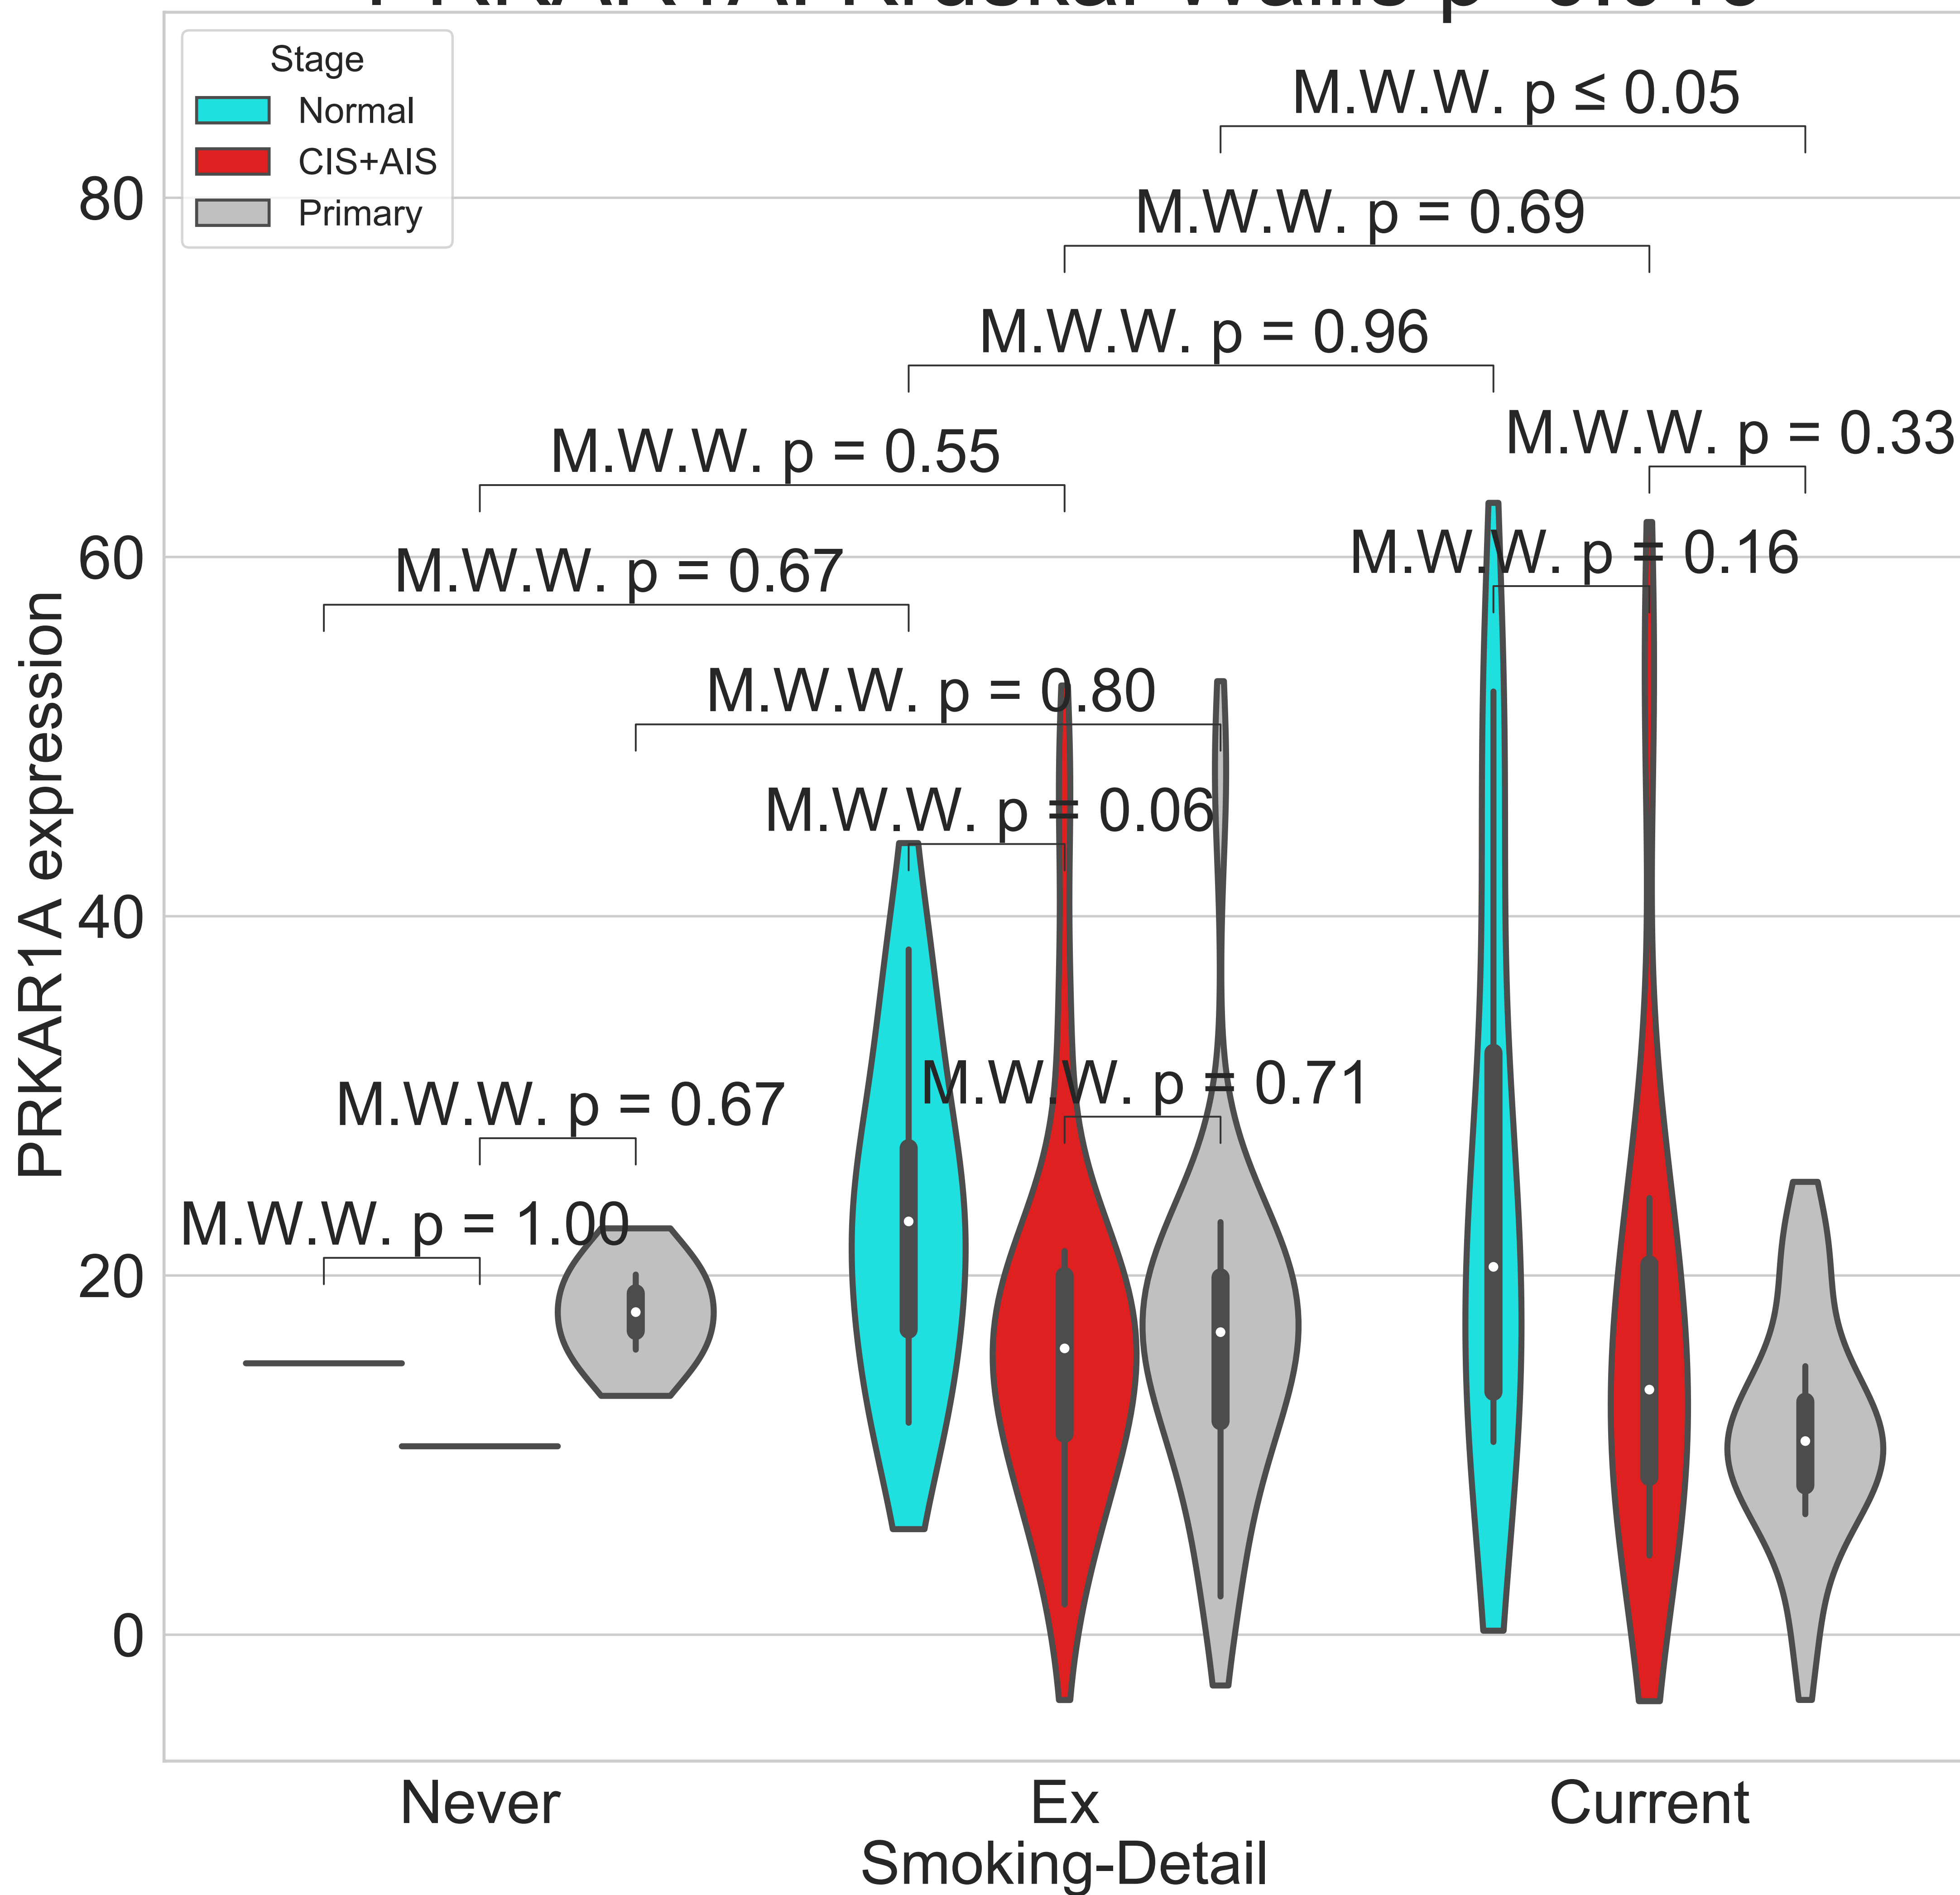 Stage
Normal
CIS+AIS
Primary
M.W.W. p ≤ 0.05
M.W.W. p = 0.69
M.W.W. p = 0.96
M.W.W. p = 0.33
M.W.W. p = 0.55
M.W.W. p = 0.16
M.W.W. p = 0.67
M.W.W. p = 0.80
M.W.W. p = 0.06
M.W.W. p = 0.71
M.W.W. p = 0.67
M.W.W. p = 1.00
80
60
40
20
0
PRKAR1A expression
Never
Ex
Current
Smoking-Detail